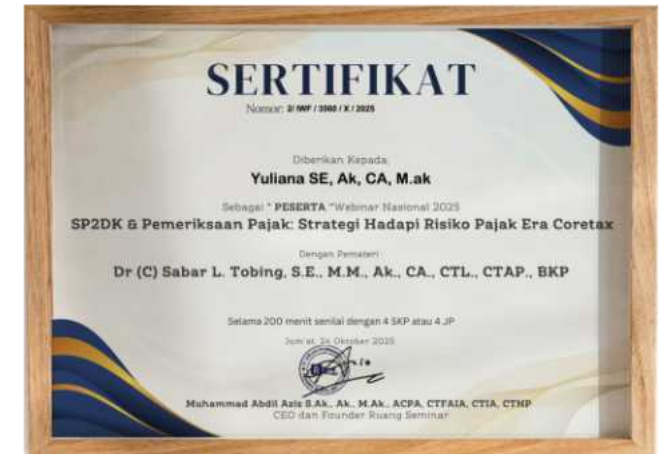 SERTIFIKAT
Nomor: 2/ IWF / 3360 / X / 2025
Diberikan Kepada,
Yuliana SE, Ak, CA, M.ak
Sebagai " PESERTA "Webinar Nasional 2025
SP2DK & Pemeriksaan Pajak: Strategi Hadapi Risiko Pajak Era Coretax
Dengan Pemateri
Dr (C) Sabar L. Tobing, S.E., M.M., Ak., CA., CTL., CTAP., BKP
Selama 200 menit senilai dengan 4 SKP atau 4 JP
Jum'at, 24 Oktober 2025
Muhammad Abdil Aziz S.Ak., Ak., M.Ak., ACPA, CTFAIA, CTIA, CTMP
CEO dan Founder Ruang Seminar